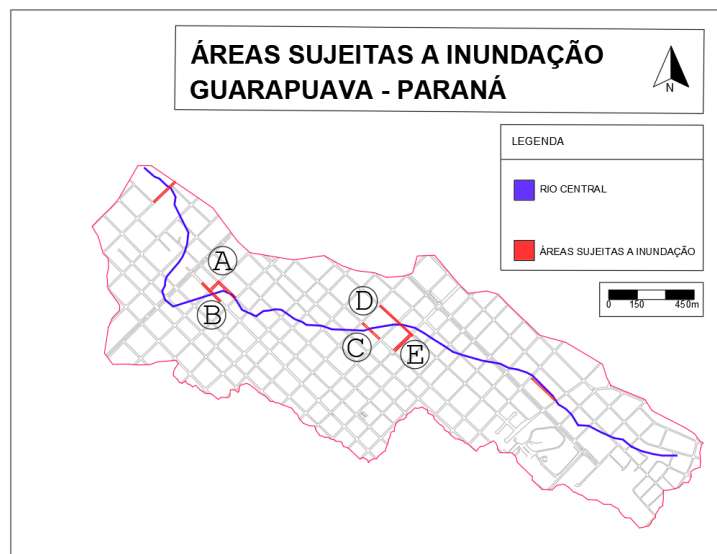 ÁREAS SUJEITAS A INUNDAÇÃO
GUARAPUAVA - PARANÁ
N
LEGENDA
RIO CENTRAL
ÁREAS SUJEITAS A INUNDAÇÃO
0 150 450m
A
B
D
C
E